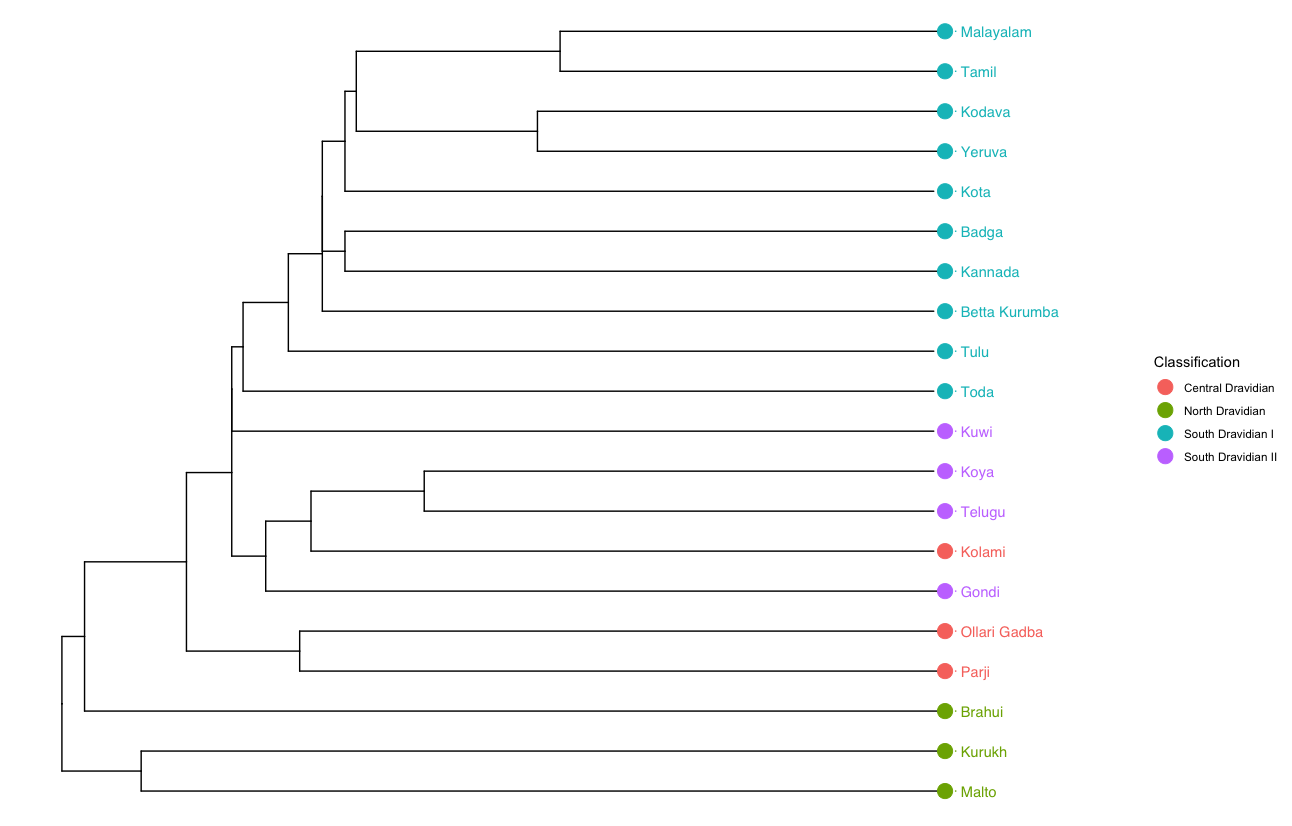 Malayalam
Tamil
Kodava
Yeruva
Kota
Badga
Kannada
Betta Kurumba
Tulu
Toda
Kuwi
Koya
Telugu
Kolami
Gondi
Ollari Gadba
Parji
Brahui
Kurukh
Malto
Classification
Central Dravidian
North Dravidian
South Dravidian I
South Dravidian II